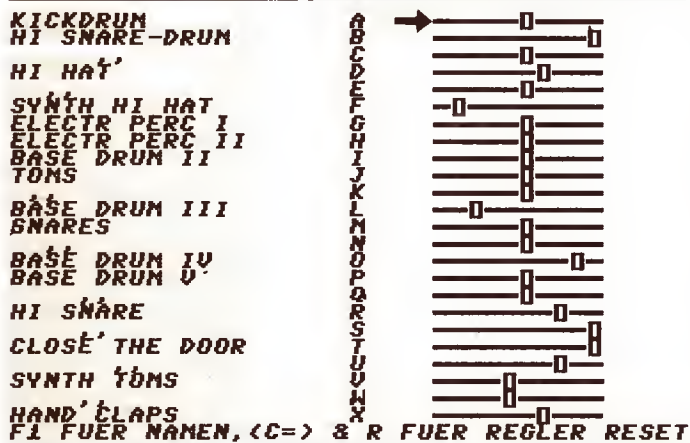 KICKDRUM A
HI SNARE-DRUM B
'' C
HI HAT D
'' E
SYNTH HI HAT F
ELECTR PERC I G
ELECTR PERC II H
BASE DRUM II I
TOMS J
'' K
BASE DRUM III L
SNARES M
'' N
BASE DRUM IV O
BASE DRUM V P
'' Q
HI SNARE R
'' S
CLOSE THE DOOR T
'' U
SYNTH TOMS V
'' W
HAND CLAPS X
F1 FUER NAMEN,(C=) & R FUER REGLER RESET